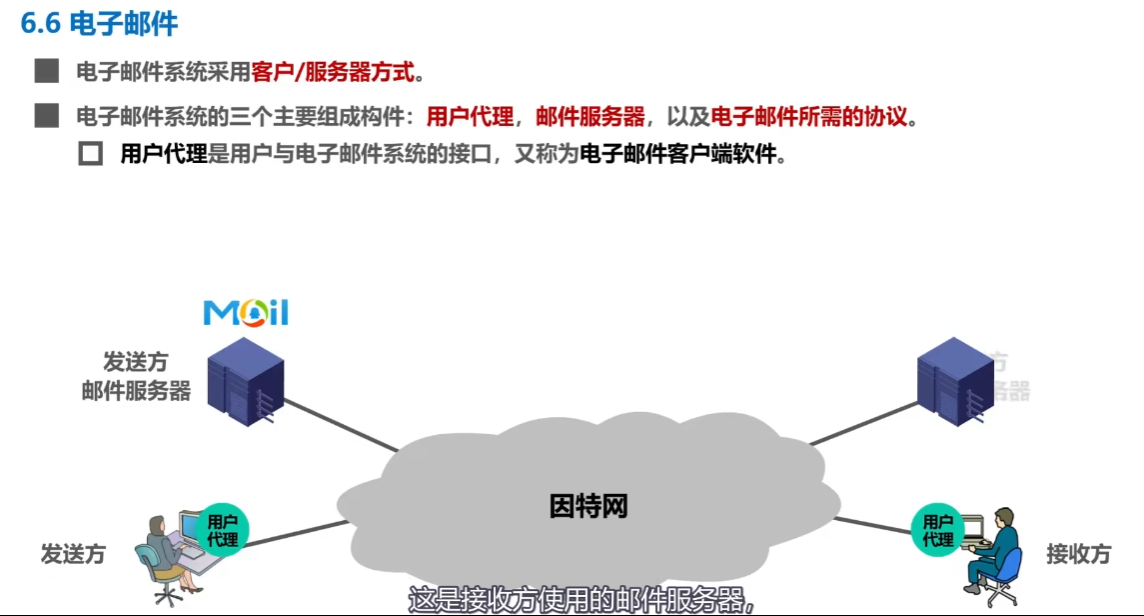 6.6 电子邮件
电子邮件系统采用客户/服务器方式。
电子邮件系统的三个主要组成构件：用户代理，邮件服务器，以及电子邮件所需的协议。
用户代理是用户与电子邮件系统的接口，又称为电子邮件客户端软件。
Mail
发送方
邮件服务器
方
务器
因特网
用户
代理
发送方
用户
代理
接收方
这是接收方使用的邮件服务器，